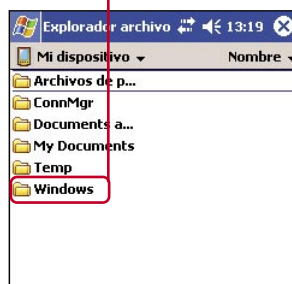 Explorador archivo 13:19
Mi dispositivo Nombre
Archivos de p...
ConnMgr
Documents a...
My Documents
Temp
Windows